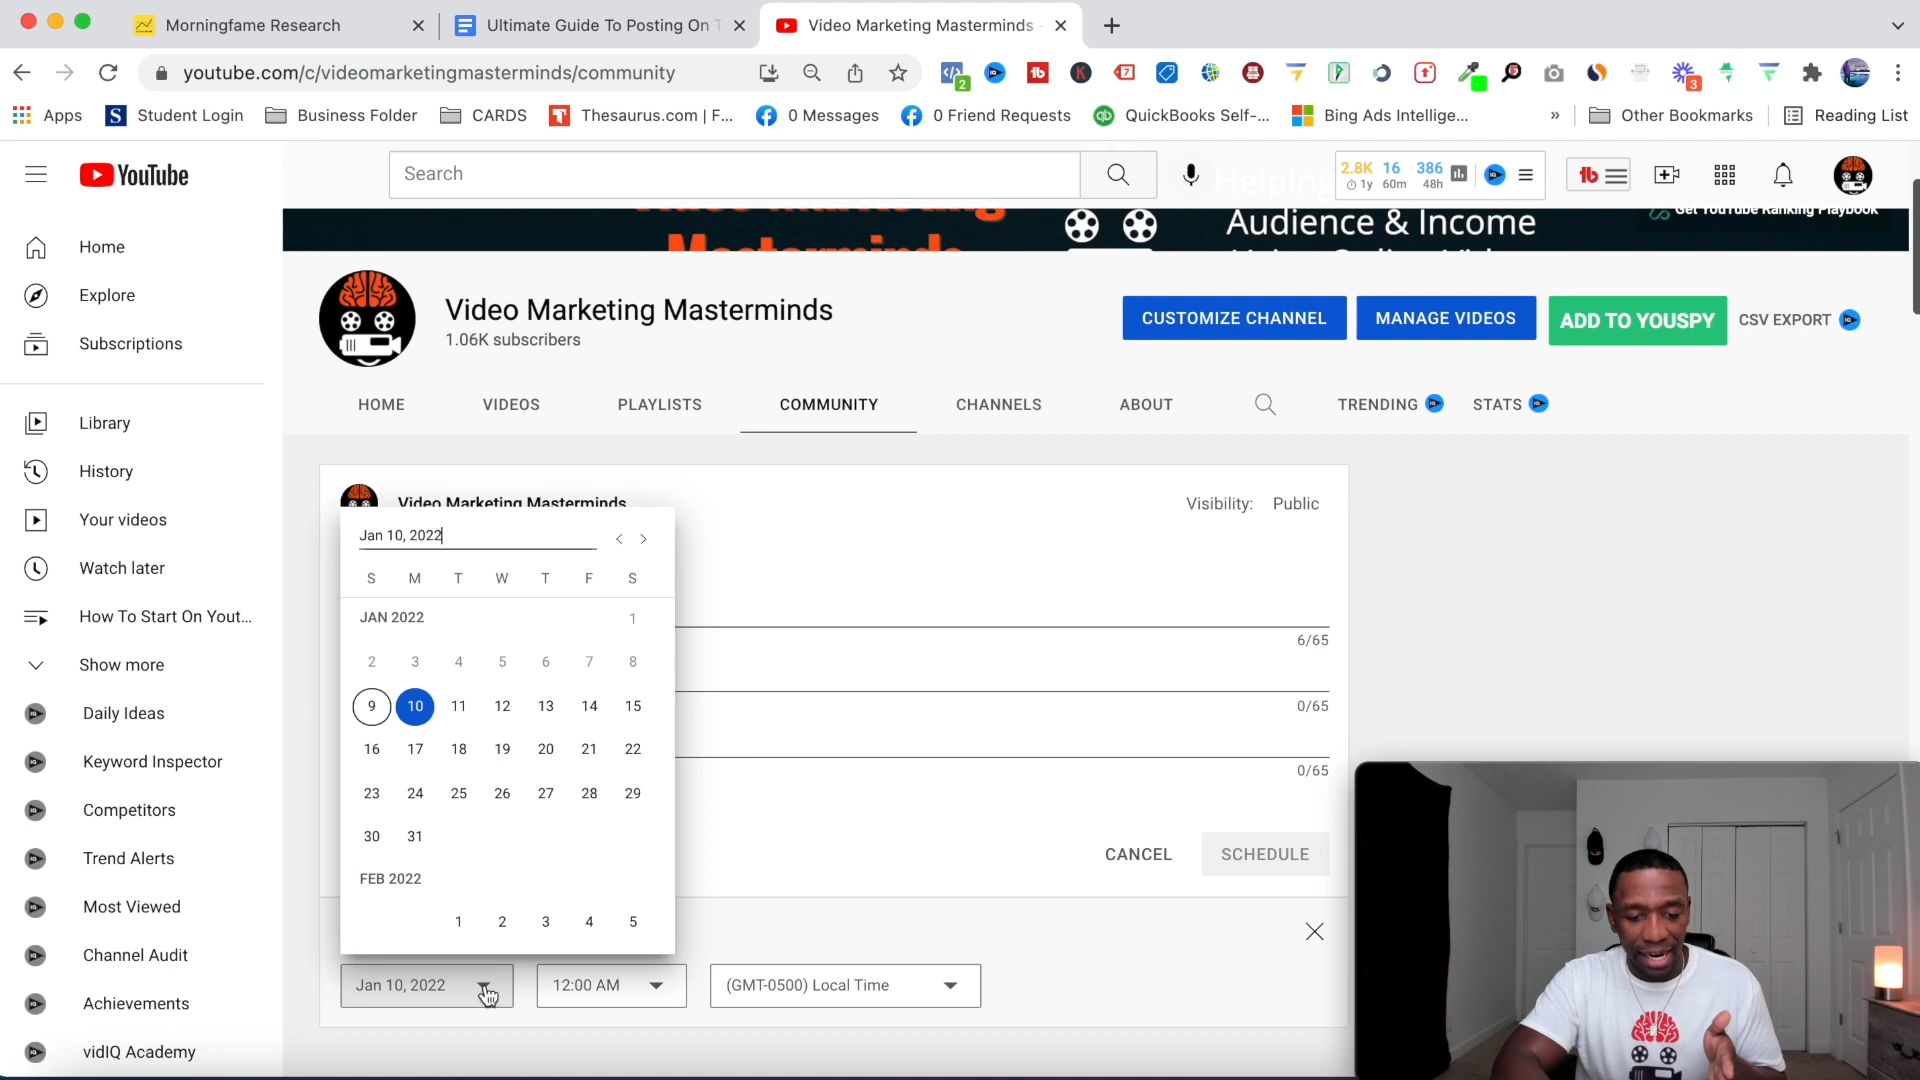 Morningfame Research
Ultimate Guide To Posting On T
Video Marketing Masterminds -
youtube.com/c/videomarketingmasterminds/community
Apps
Student Login
Business Folder
CARDS
Thesaurus.com | F...
0 Messages
0 Friend Requests
QuickBooks Self-...
Bing Ads Intellige...
»
Other Bookmarks
Reading List
YouTube
Search
2.8K 16 386
1y 60m 48h
Helping
Video Marketing
Masterminds
Audience & Income
Get YouTube Ranking Playbook
Home
Explore
Subscriptions
Library
History
Your videos
Watch later
How To Start On Yout...
Show more
Daily Ideas
Keyword Inspector
Competitors
Trend Alerts
Most Viewed
Channel Audit
Achievements
vidIQ Academy
Video Marketing Masterminds
1.06K subscribers
CUSTOMIZE CHANNEL
MANAGE VIDEOS
ADD TO YOUSPY
CSV EXPORT
HOME
VIDEOS
PLAYLISTS
COMMUNITY
CHANNELS
ABOUT
TRENDING
STATS
Video Marketing Masterminds
Visibility: Public
Jan 10, 2022
S M T W T F S
JAN 2022 1
2 3 4 5 6 7 8
9 10 11 12 13 14 15
16 17 18 19 20 21 22
23 24 25 26 27 28 29
30 31
FEB 2022
1 2 3 4 5
6/65
0/65
0/65
CANCEL
SCHEDULE
Jan 10, 2022
12:00 AM
(GMT-0500) Local Time